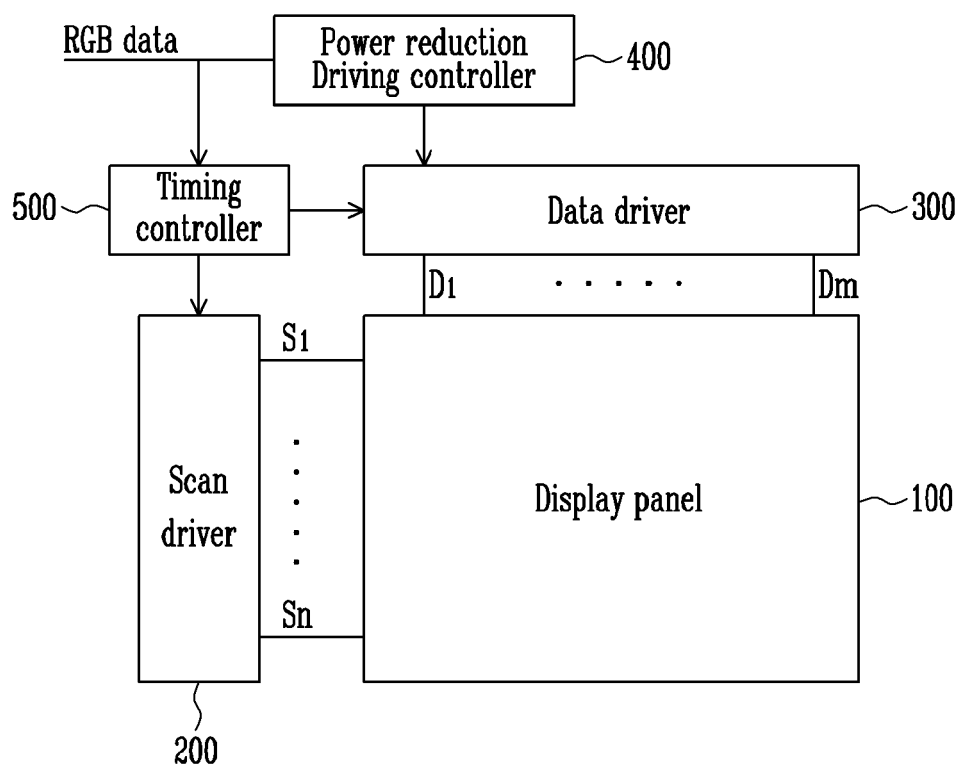 RGB data
Power reduction
Driving controller
400
Timing
controller
500
Data driver
300
D1
Dm
S1
Scan
driver
Display panel
100
Sn
200